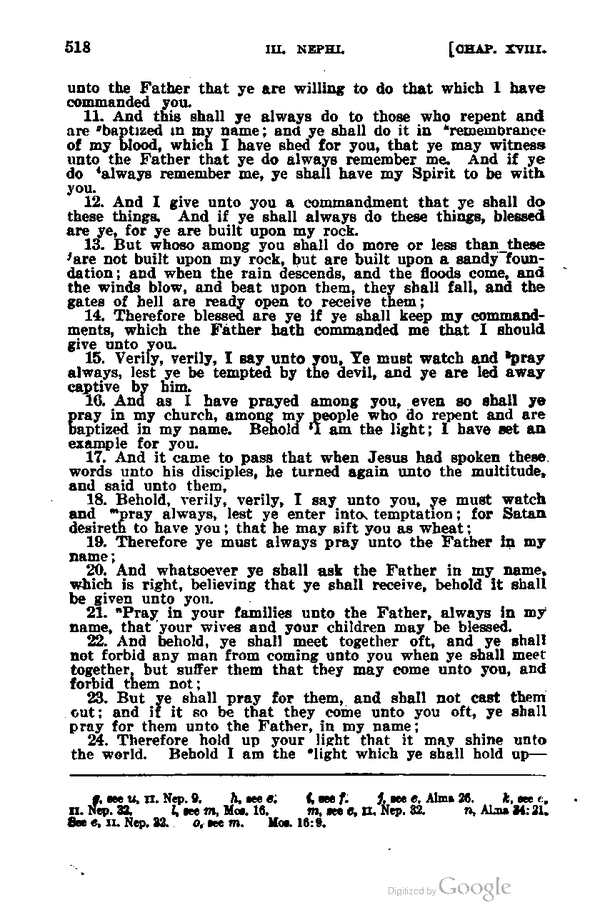 518 III. NEPHI. [CHAP. XVIII.
unto the Father that ye are willing to do that which I have
commanded you.
11. And this shall ye always do to those who repent and
are ᵍbaptized in my name; and ye shall do it in ʰremembrance
of my blood, which I have shed for you, that ye may witness
unto the Father that ye do always remember me. And if ye
do ⁱalways remember me, ye shall have my Spirit to be with
you.
12. And I give unto you a commandment that ye shall do
these things. And if ye shall always do these things, blessed
are ye, for ye are built upon my rock.
13. But whoso among you shall do more or less than these
ʲare not built upon my rock, but are built upon a sandy foun-
dation; and when the rain descends, and the floods come, and
the winds blow, and beat upon them, they shall fall, and the
gates of hell are ready open to receive them;
14. Therefore blessed are ye if ye shall keep my command-
ments, which the Father hath commanded me that I should
give unto you.
15. Verily, verily, I say unto you, Ye must watch and ᵏpray
always, lest ye be tempted by the devil, and ye are led away
captive by him.
16. And as I have prayed among you, even so shall ye
pray in my church, among my people who do repent and are
baptized in my name. Behold ˡI am the light; I have set an
example for you.
17. And it came to pass that when Jesus had spoken these
words unto his disciples, he turned again unto the multitude,
and said unto them,
18. Behold, verily, verily, I say unto you, ye must watch
and ᵐpray always, lest ye enter into temptation; for Satan
desireth to have you; that he may sift you as wheat;
19. Therefore ye must always pray unto the Father in my
name;
20. And whatsoever ye shall ask the Father in my name,
which is right, believing that ye shall receive, behold it shall
be given unto you.
21. ⁿPray in your families unto the Father, always in my
name, that your wives and your children may be blessed.
22. And behold, ye shall meet together oft, and ye shall
not forbid any man from coming unto you when ye shall meet
together, but suffer them that they may come unto you, and
forbid them not;
23. But ye shall pray for them, and shall not cast them
out; and if it so be that they come unto you oft, ye shall
pray for them unto the Father, in my name;
24. Therefore hold up your light that it may shine unto
the world. Behold I am the ᵒlight which ye shall hold up—
g, see u, II. Nep. 9. h, see e. i, see f. j, see e, Alma 26. k, see e,
II. Nep. 32. l, see m, Mos. 16. m, see e, II. Nep. 32. n, Alma 34:21.
See e, II. Nep. 32. o, see m. Mos. 16:9.
Digitized by Google